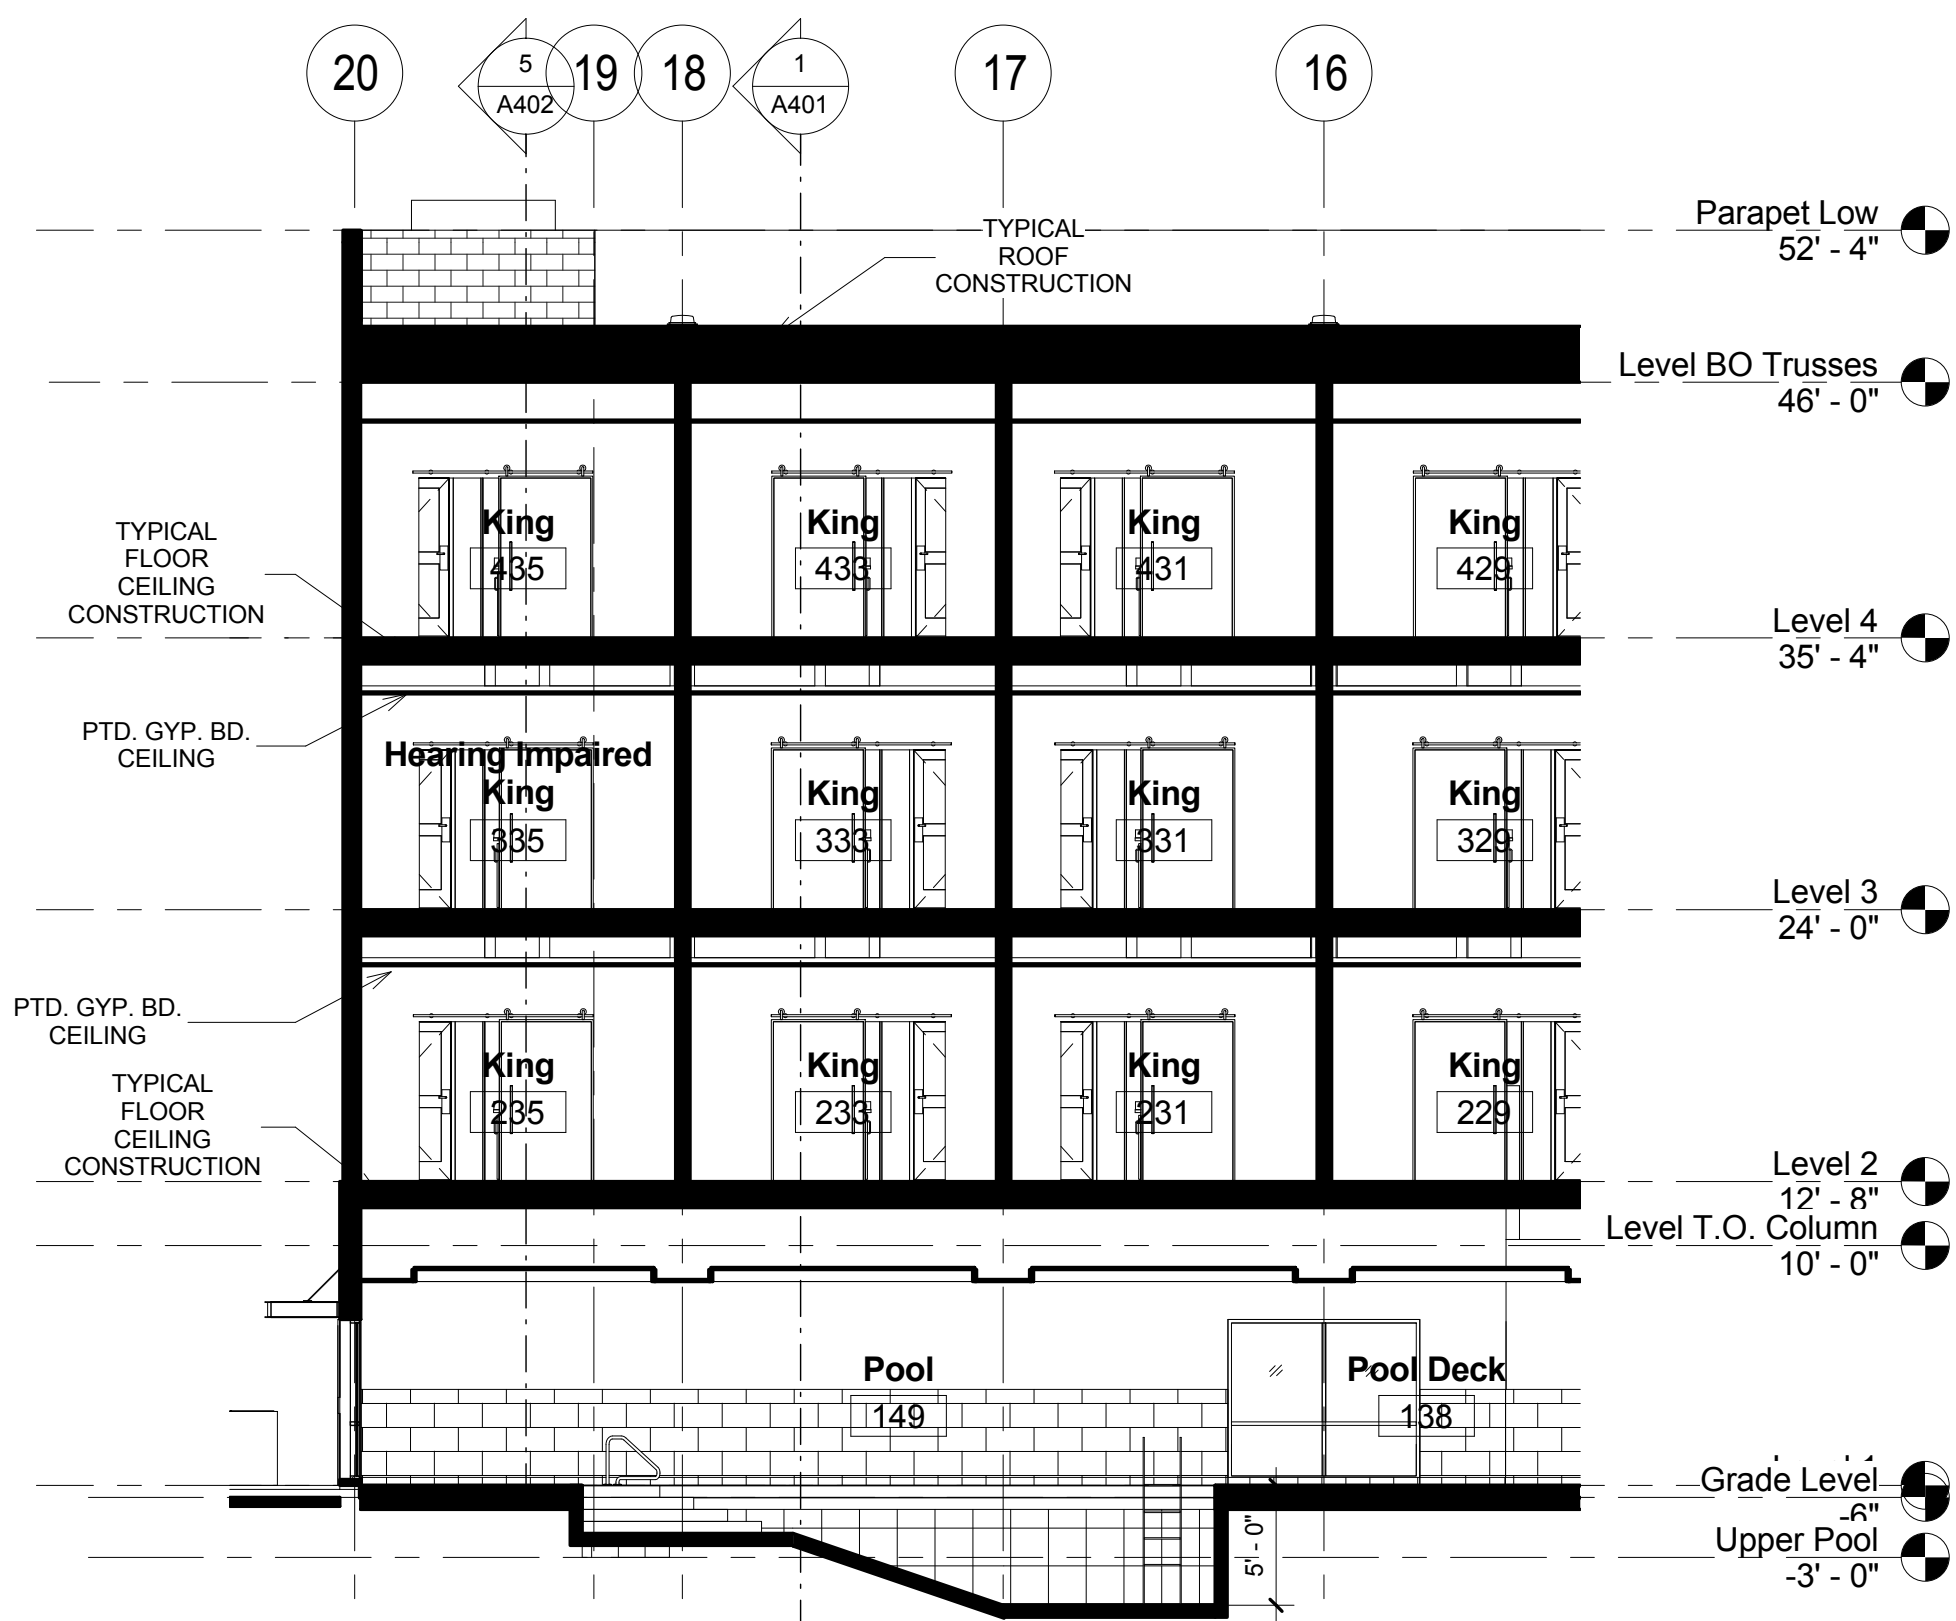 20
5
A402
19
18
1
A401
17
16
Parapet Low
52' - 4"
TYPICAL
ROOF
CONSTRUCTION
Level BO Trusses
46' - 0"
King
435
King
433
King
431
King
429
TYPICAL
FLOOR
CEILING
CONSTRUCTION
Level 4
35' - 4"
PTD. GYP. BD.
CEILING
Hearing Impaired
King
335
King
333
King
331
King
329
Level 3
24' - 0"
PTD. GYP. BD.
CEILING
King
235
King
233
King
231
King
229
TYPICAL
FLOOR
CEILING
CONSTRUCTION
Level 2
12' - 8"
Level T.O. Column
10' - 0"
Pool
149
Pool Deck
138
Grade Level
-6"
5' - 0"
Upper Pool
-3' - 0"